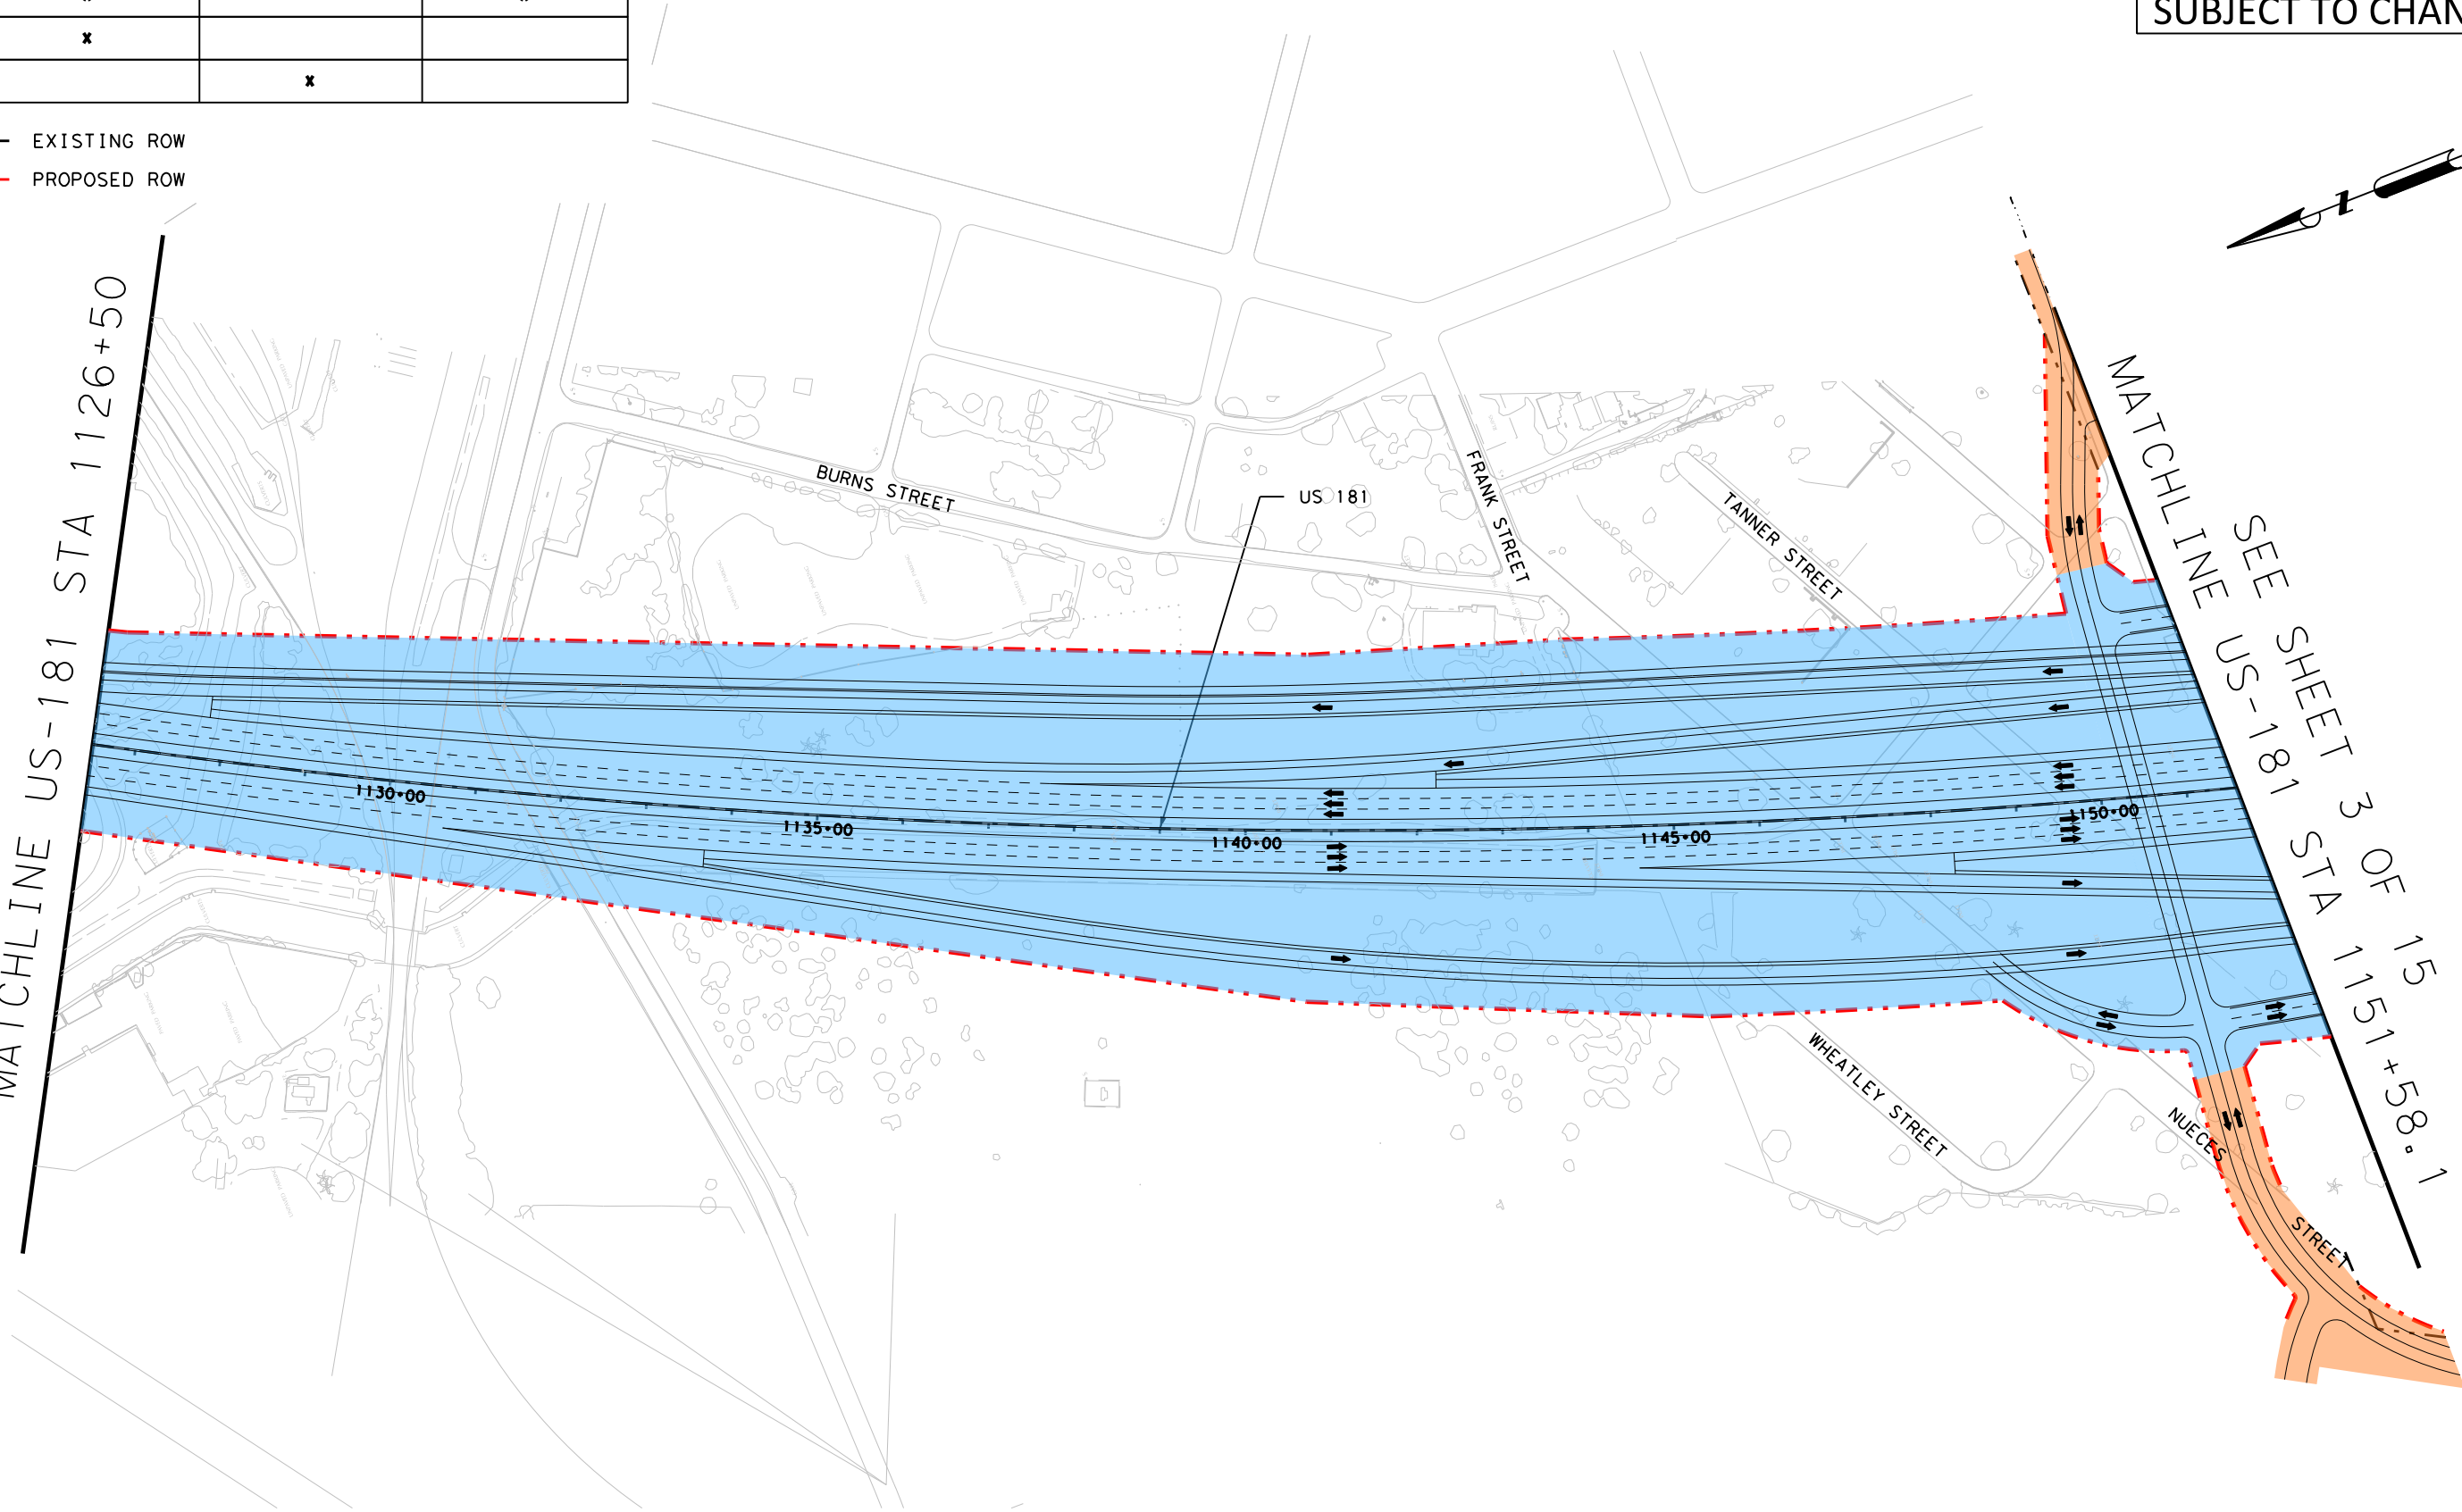 SUBJECT TO CHAN
x
x
EXISTING ROW
PROPOSED ROW
N
MATCHLINE US-181 STA 1126+50
BURNS STREET
US 181
FRANK STREET
TANNER STREET
MATCHLINE US-181 STA 1151+58.1
SEE SHEET 3 OF 15
1130+00
1135+00
1140+00
1145+00
1150+00
WHEATLEY STREET
NUECES STREET